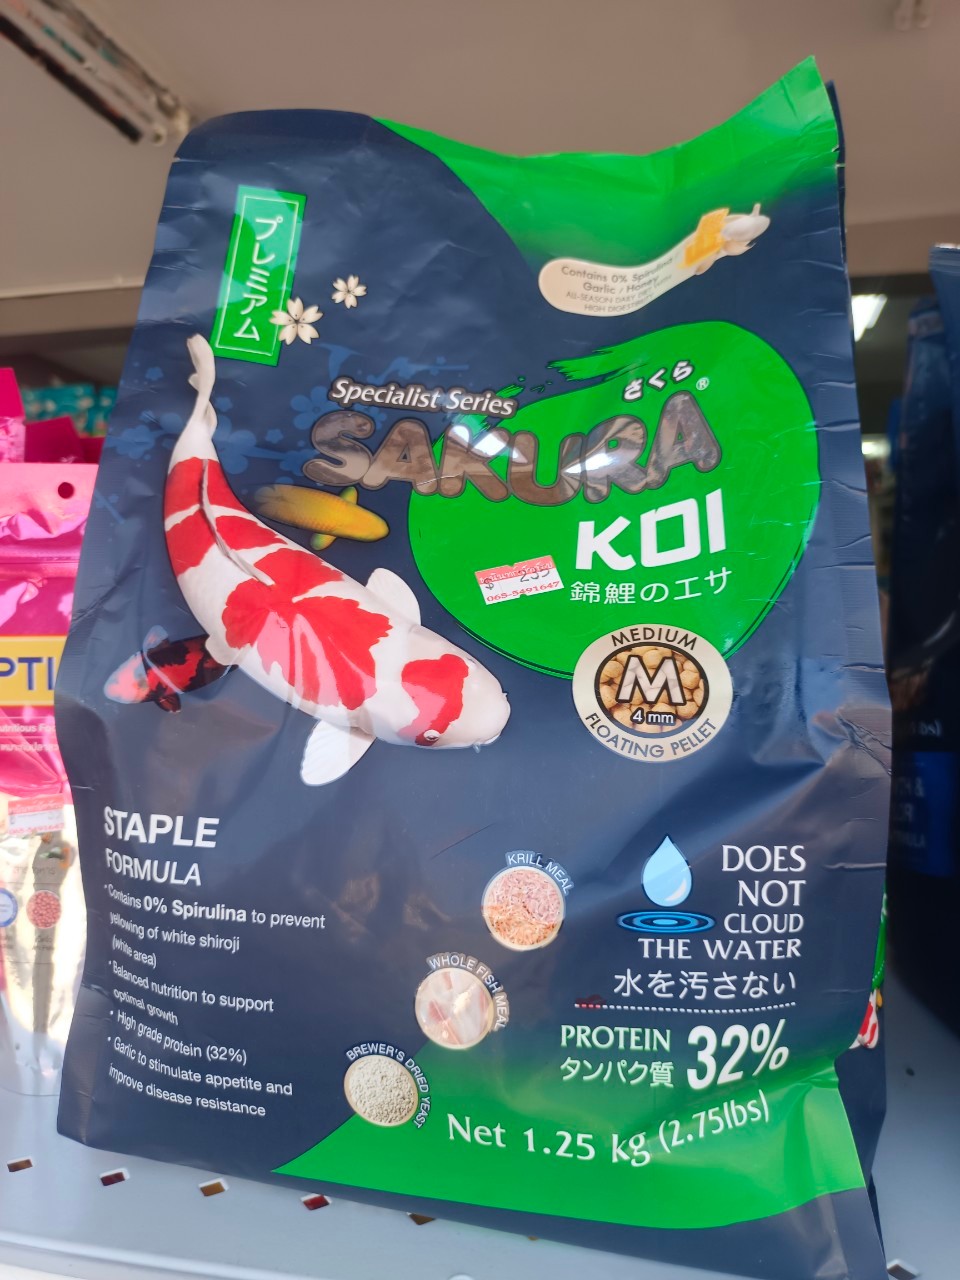 プレミアム
Contains 0% Spirulina
Garlic / Honey
Specialist Series
さくら
SAKURA®
KOI
錦鯉のエサ
065-5491647
MEDIUM
M
4 mm
FLOATING PELLET
STAPLE
FORMULA
• Contains 0% Spirulina to prevent
yellowing of white shiroji
(white area)
• Balanced nutrition to support
optimal growth
• High grade protein (32%)
• Garlic to stimulate appetite and
improve disease resistance
KRILL MEAL
WHOLE FISH MEAL
BREWER'S DRIED YEAST
DOES
NOT
CLOUD
THE WATER
水を汚さない
PROTEIN
タンパク質
32%
Net 1.25 kg (2.75lbs)
PTI